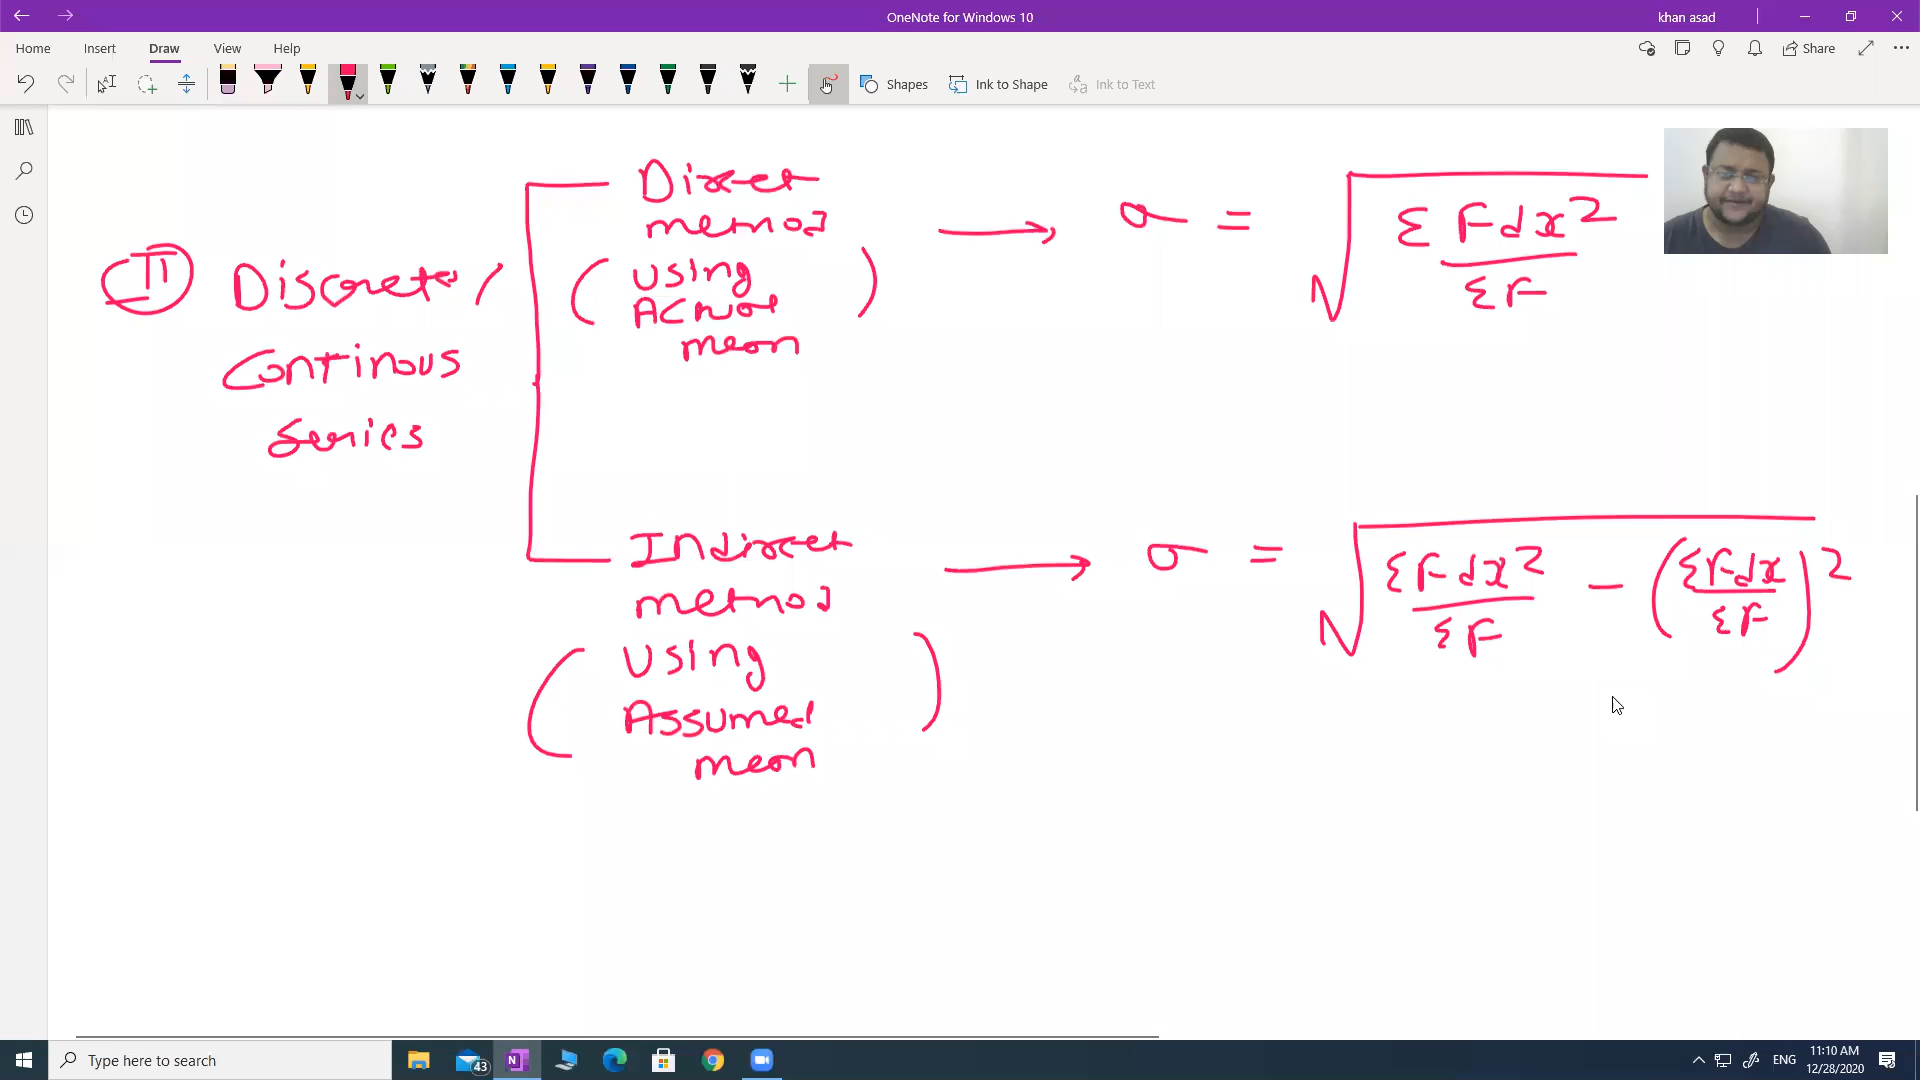 OneNote for Windows 10
khan asad
Home Insert Draw View Help
Share
Shapes Ink to Shape Ink to Text
II Discrete /
Continous
Series
Direct
method
( Using
Actual
mean )
σ = √ΣFdx²
ΣF
Indirect
method
( Using
Assumed
mean )
σ = √ΣFdx² - (ΣFdx)²
ΣF ΣF
Type here to search
43
ENG
11:10 AM
12/28/2020